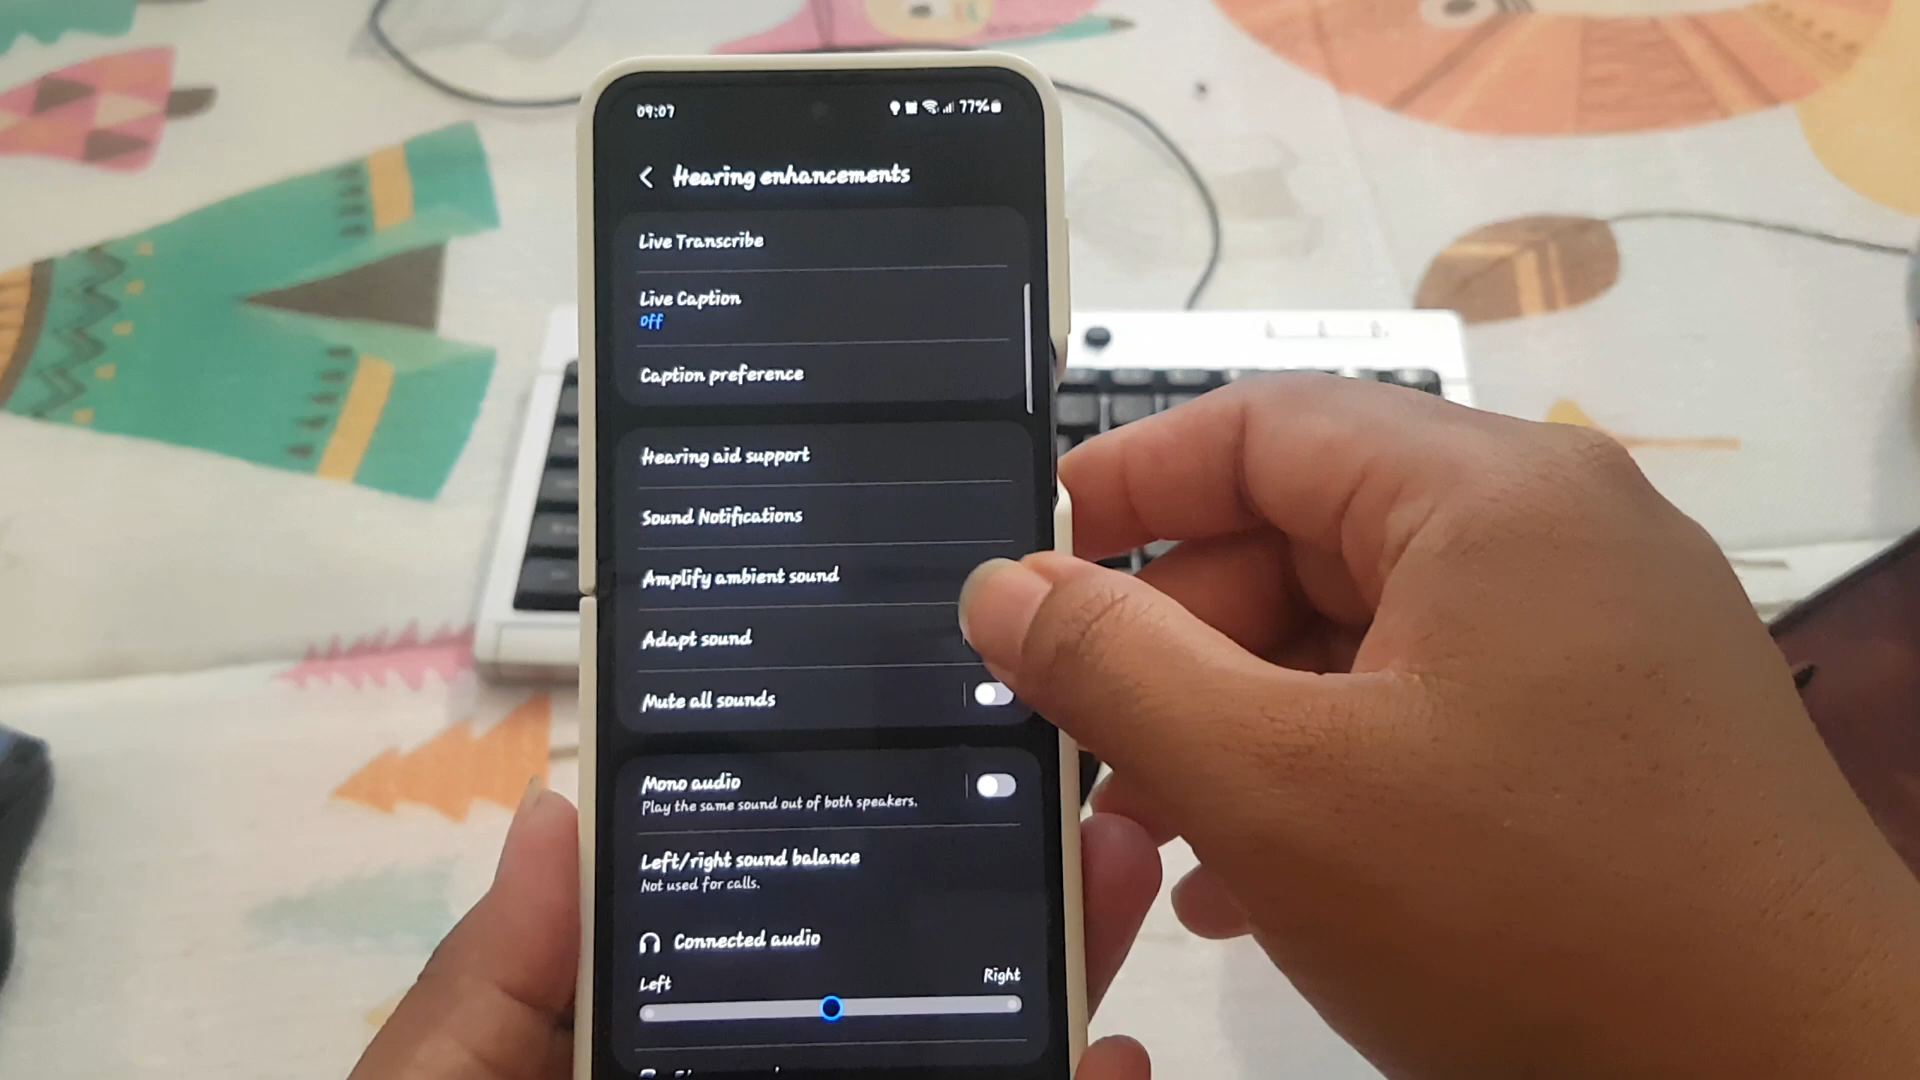 09:07
77%
Hearing enhancements
Live Transcribe
Live Caption
Off
Caption preference
Hearing aid support
Sound Notifications
Amplify ambient sound
Adapt sound
Mute all sounds
Mono audio
Play the same sound out of both speakers.
Left/right sound balance
Not used for calls.
Connected audio
Left
Right